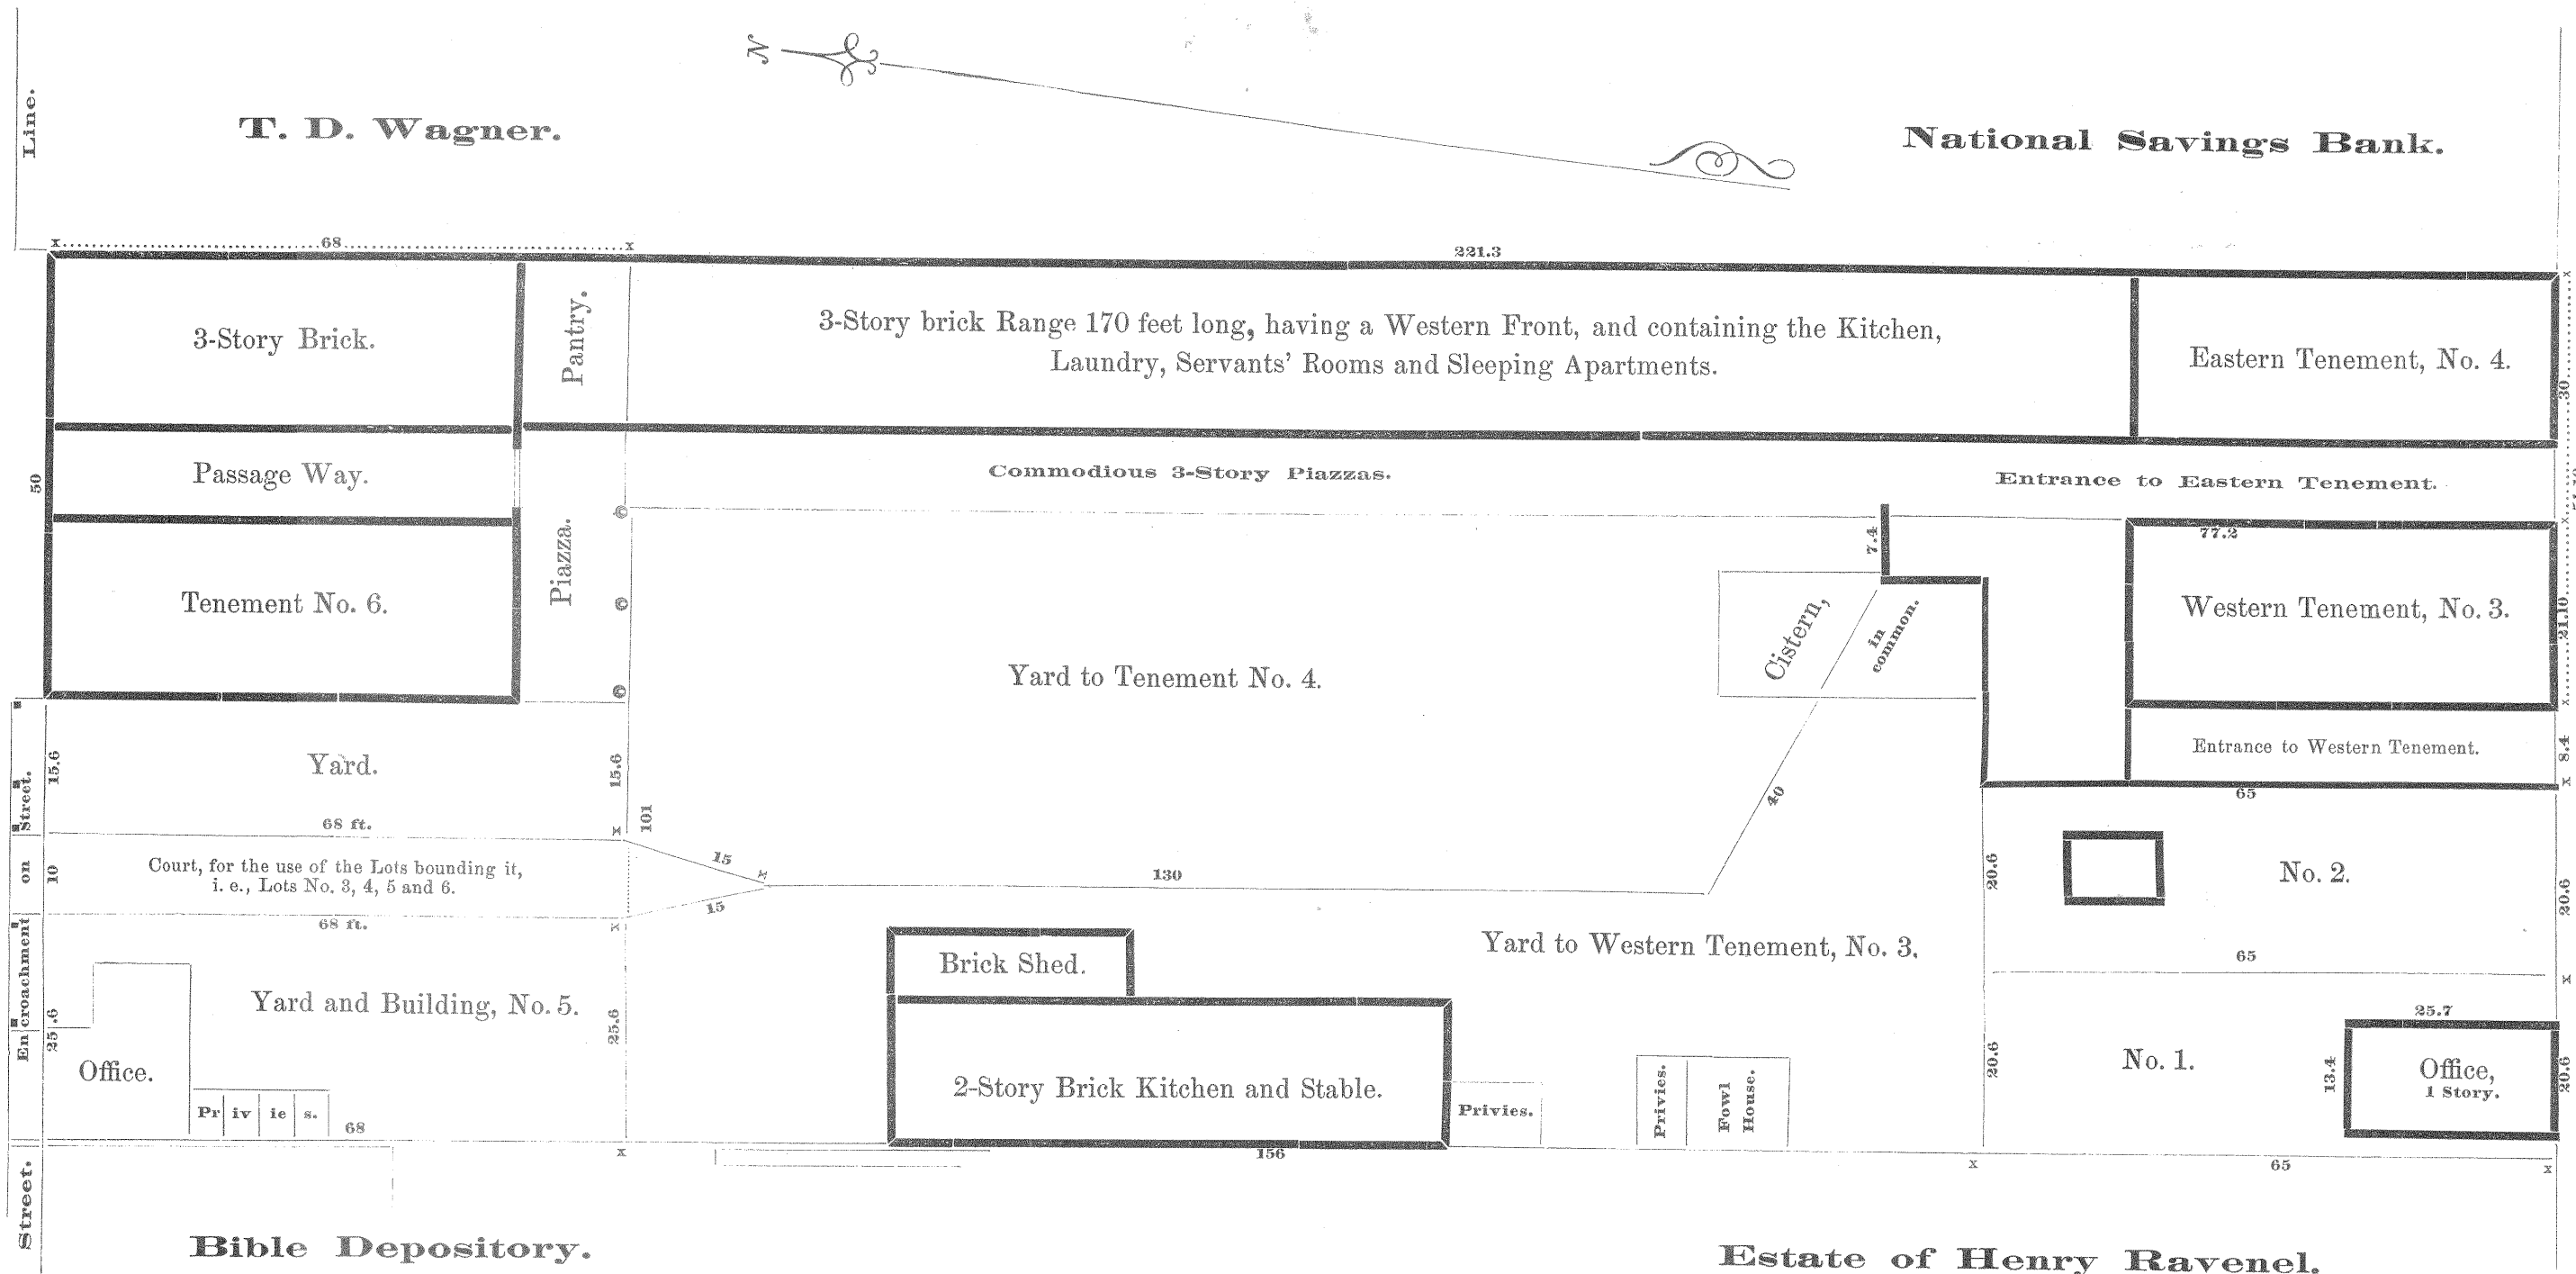 N
Line.
T. D. Wagner.
National Savings Bank.
x 68 x
221.3
x
3-Story Brick.
Pantry.
3-Story brick Range 170 feet long, having a Western Front, and containing the Kitchen,
Laundry, Servants' Rooms and Sleeping Apartments.
Eastern Tenement, No. 4.
30
50
Passage Way.
Commodious 3-Story Piazzas.
Entrance to Eastern Tenement.
Tenement No. 6.
Piazza.
7.4
77.2
Cistern,
in
common.
Western Tenement, No. 3.
21.10
Yard to Tenement No. 4.
x
15.6
Yard.
15.6
Entrance to Western Tenement.
8.4
x
40
65
68 ft.
x
101
Street.
on
Encroachment
10
Court, for the use of the Lots bounding it,
i. e., Lots No. 3, 4, 5 and 6.
15
x
130
15
20.6
No. 2.
20.6
68 ft.
x
Brick Shed.
Yard to Western Tenement, No. 3.
65
x
25.6
Yard and Building, No. 5.
25.6
25.7
Office.
2-Story Brick Kitchen and Stable.
Privies.
Privies.
Fowl
House.
20.6
No. 1.
13.4
Office,
1 Story.
20.6
Pr iv ie s.
68
x
156
x
65
x
Street.
Bible Depository.
Estate of Henry Ravenel.